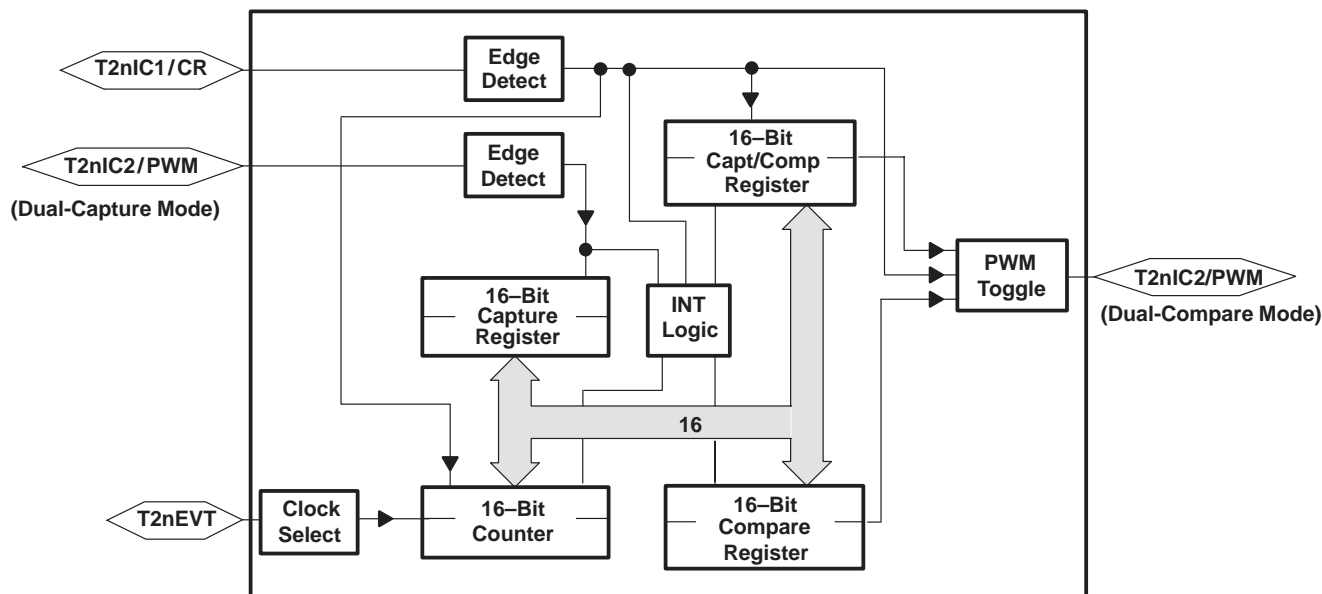 T2nIC1/CR
Edge
Detect
T2nIC2/PWM
(Dual-Capture Mode)
Edge
Detect
16–Bit
Capt/Comp
Register
16–Bit
Capture
Register
INT
Logic
PWM
Toggle
T2nIC2/PWM
(Dual-Compare Mode)
16
T2nEVT
Clock
Select
16–Bit
Counter
16–Bit
Compare
Register